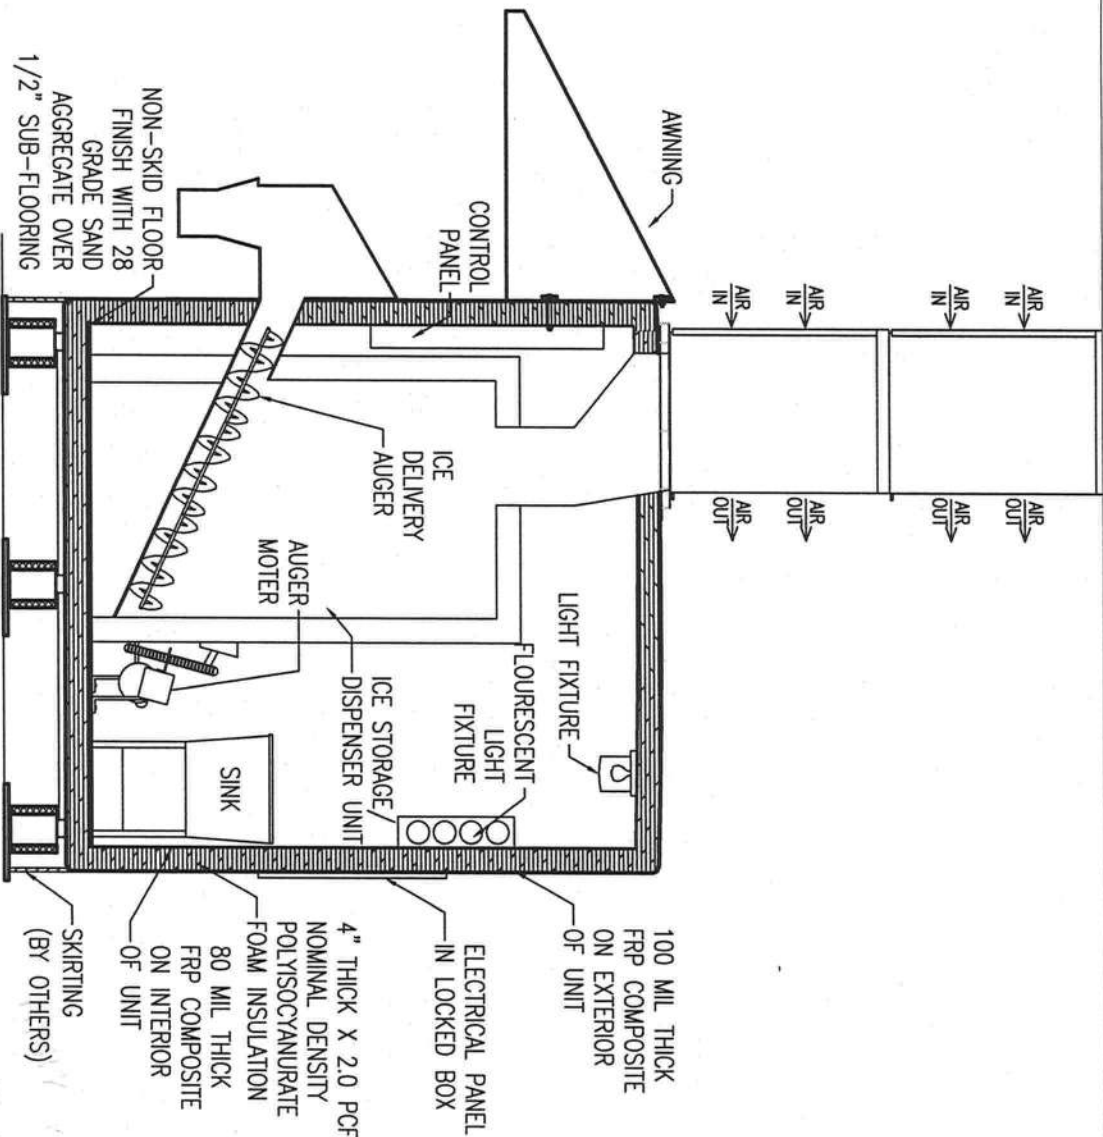 AIR
IN
AIR
IN
AIR
IN
AIR
IN
AIR
OUT
AIR
OUT
AIR
OUT
AIR
OUT
AWNING
CONTROL
PANEL
NON-SKID FLOOR
FINISH WITH 28
GRADE SAND
AGGREGATE OVER
1/2" SUB-FLOORING
ICE
DELIVERY
AUGER
AUGER
MOTER
LIGHT FIXTURE
FLOURESCENT
LIGHT
FIXTURE
ICE STORAGE
DISPENSER UNIT
SINK
100 MIL THICK
FRP COMPOSITE
ON EXTERIOR
OF UNIT
ELECTRICAL PANEL
IN LOCKED BOX
4" THICK X 2.0 PCF
NOMINAL DENSITY
POLYISOCYANURATE
FOAM INSULATION
80 MIL THICK
FRP COMPOSITE
ON INTERIOR
OF UNIT
SKIRTING
(BY OTHERS)